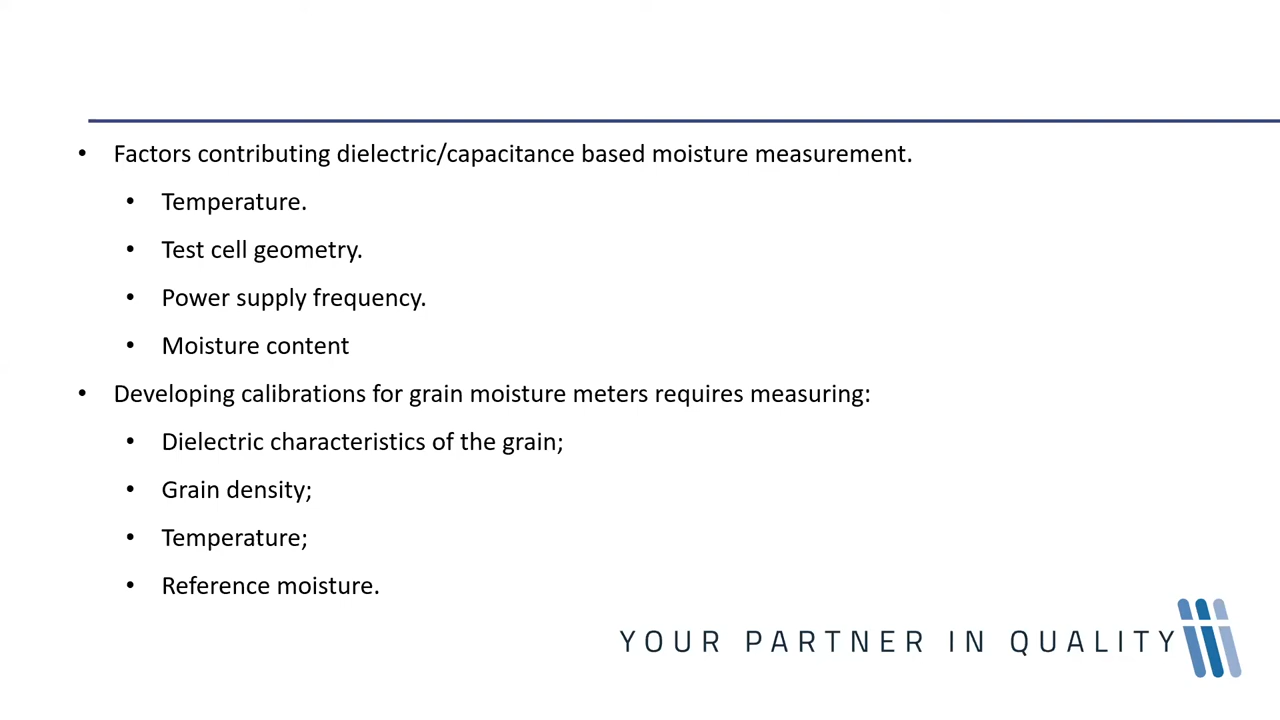 • Factors contributing dielectric/capacitance based moisture measurement.
• Temperature.
• Test cell geometry.
• Power supply frequency.
• Moisture content
• Developing calibrations for grain moisture meters requires measuring:
• Dielectric characteristics of the grain;
• Grain density;
• Temperature;
• Reference moisture.
YOUR PARTNER IN QUALITY